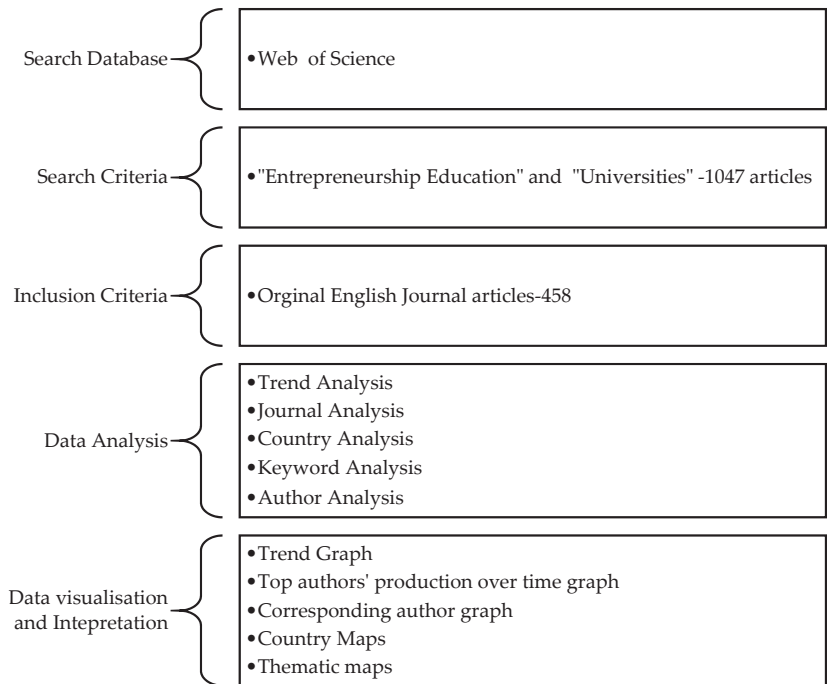 Search Database
•Web of Science
Search Criteria
•"Entrepreneurship Education" and "Universities" -1047 articles
Inclusion Criteria
•Orginal English Journal articles-458
Data Analysis
•Trend Analysis
•Journal Analysis
•Country Analysis
•Keyword Analysis
•Author Analysis
Data visualisation
and Intepretation
•Trend Graph
•Top authors' production over time graph
•Corresponding author graph
•Country Maps
•Thematic maps